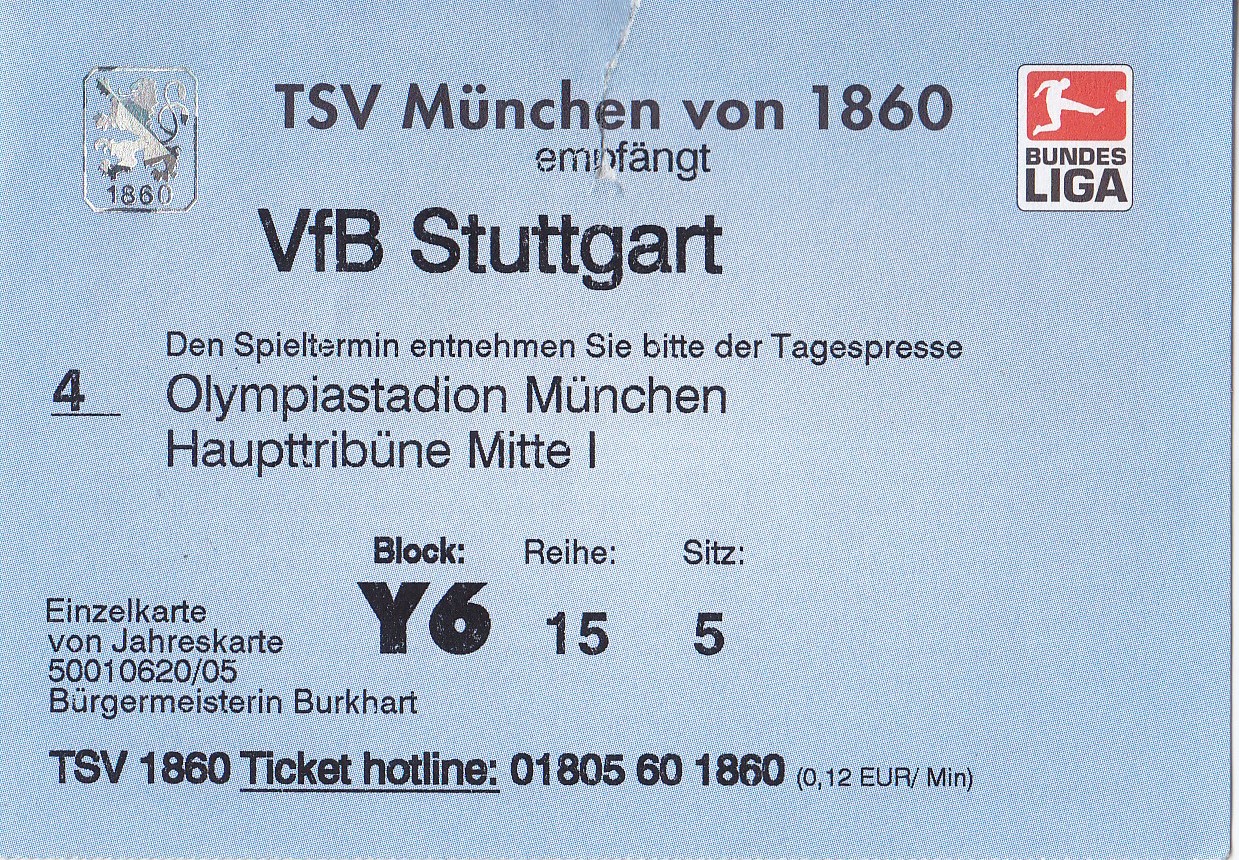 TSV München von 1860
empfängt
VfB Stuttgart
1860
BUNDES
LIGA
Den Spieltermin entnehmen Sie bitte der Tagespresse
4
Olympiastadion München
Haupttribüne Mitte I
Block: Reihe: Sitz:
Y6 15 5
Einzelkarte
von Jahreskarte
50010620/05
Bürgermeisterin Burkhart
TSV 1860 Ticket hotline: 01805 60 1860 (0,12 EUR/ Min)